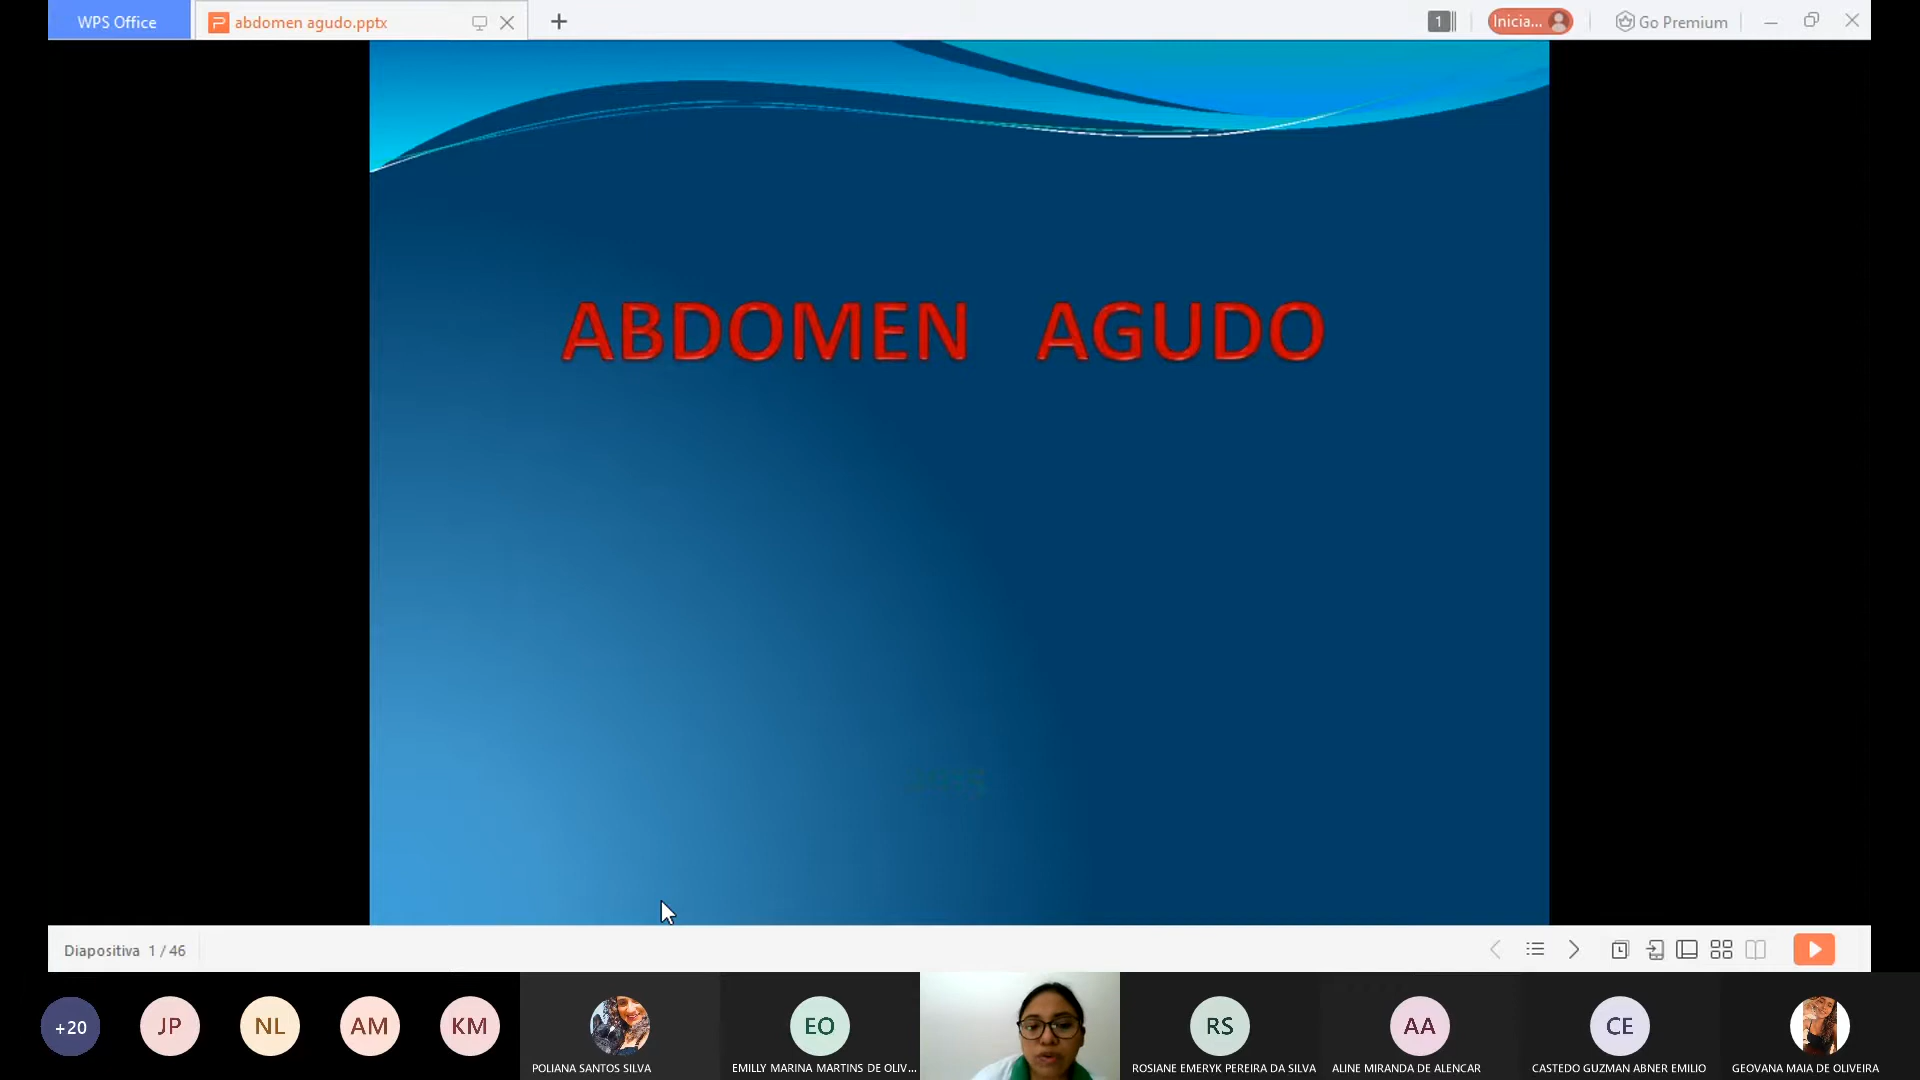 WPS Office
abdomen agudo.pptx
1
Inicia...
Go Premium
ABDOMEN AGUDO
Diapositiva 1 / 46
+20
JP
NL
AM
KM
EO
RS
AA
CE
POLIANA SANTOS SILVA
EMILLY MARINA MARTINS DE OLIV...
ROSIANE EMERYK PEREIRA DA SILVA
ALINE MIRANDA DE ALENCAR
CASTEDO GUZMAN ABNER EMILIO
GEOVANA MAIA DE OLIVEIRA